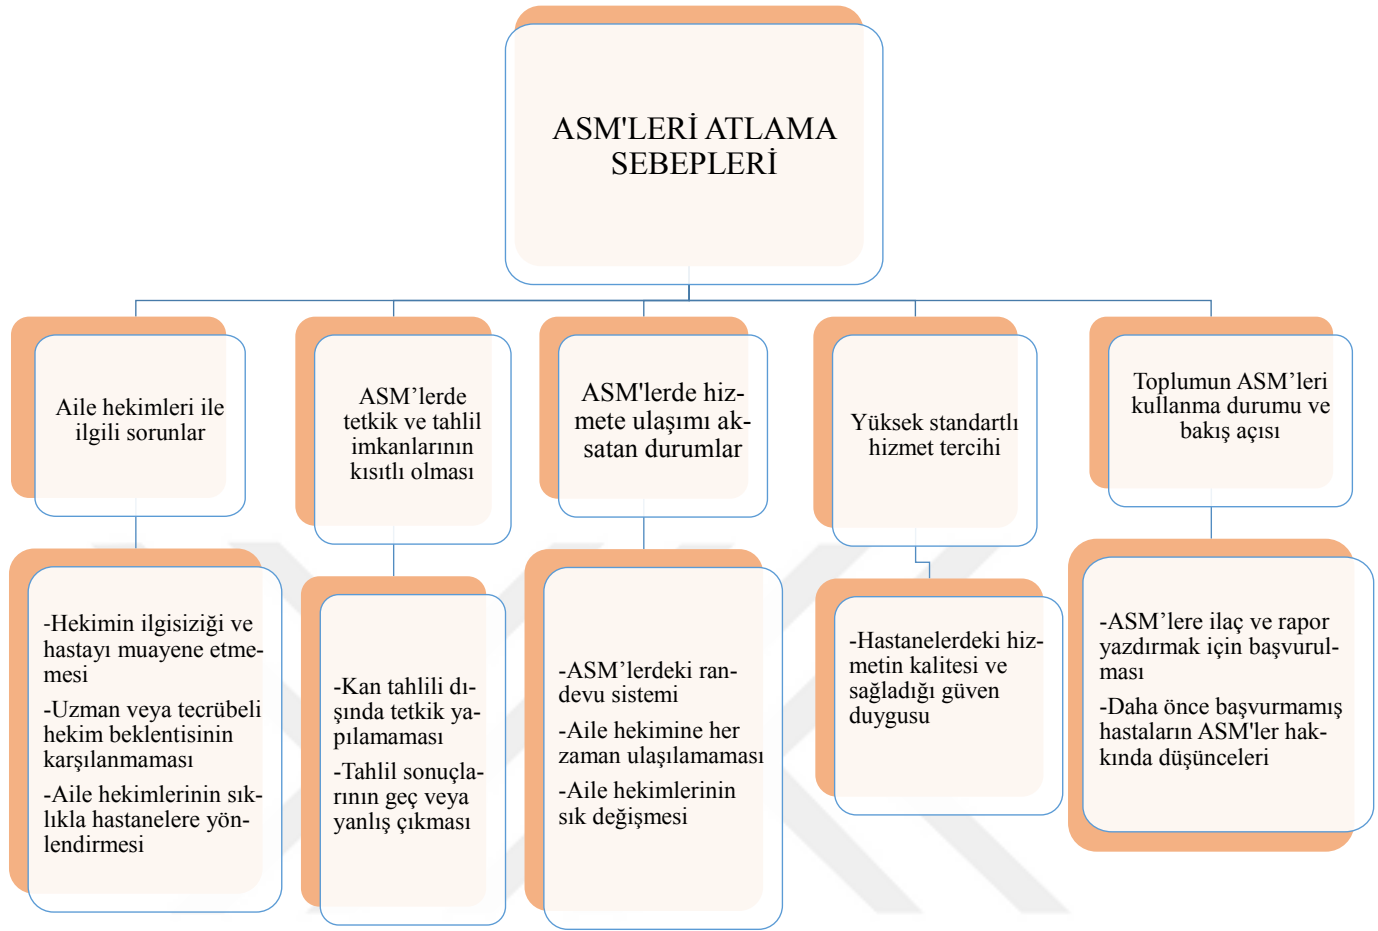 ASM'LERİ ATLAMA
SEBEPLERİ
Aile hekimleri ile
ilgili sorunlar
ASM’lerde
tetkik ve tahlil
imkanlarının
kısıtlı olması
ASM'lerde hiz-
mete ulaşımı ak-
satan durumlar
Yüksek standartlı
hizmet tercihi
Toplumun ASM’leri
kullanma durumu ve
bakış açısı
-Hekimin ilgisiziği ve
hastayı muayene etme-
mesi
-Uzman veya tecrübeli
hekim beklentisinin
karşılanmaması
-Aile hekimlerinin sık-
lıkla hastanelere yön-
lendirmesi
-Kan tahlili dı-
şında tetkik ya-
pılamaması
-Tahlil sonuçla-
rının geç veya
yanlış çıkması
-ASM’lerdeki ran-
devu sistemi
-Aile hekimine her
zaman ulaşılamaması
-Aile hekimlerinin
sık değişmesi
-Hastanelerdeki hiz-
metin kalitesi ve
sağladığı güven
duygusu
-ASM’lere ilaç ve rapor
yazdırmak için başvurul-
ması
-Daha önce başvurmamış
hastaların ASM'ler hak-
kında düşünceleri